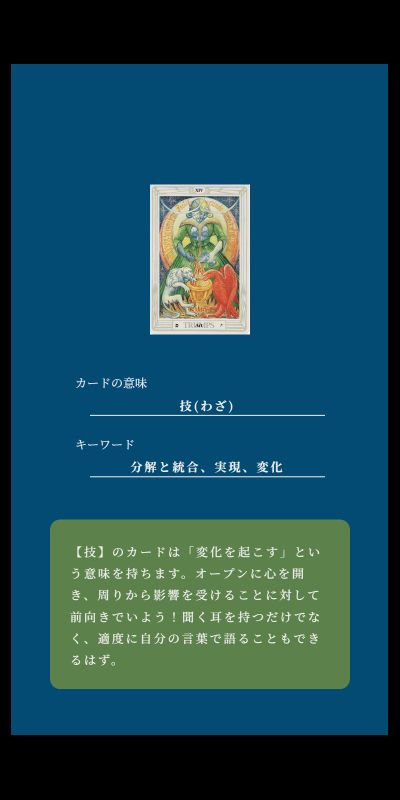 XIV
TRUMPS
カードの意味
技(わざ)
キーワード
分解と統合、実現、変化
【技】のカードは「変化を起こす」とい
う意味を持ちます。オープンに心を開
き、周りから影響を受けることに対して
前向きでいよう！聞く耳を持つだけでな
く、適度に自分の言葉で語ることもでき
るはず。